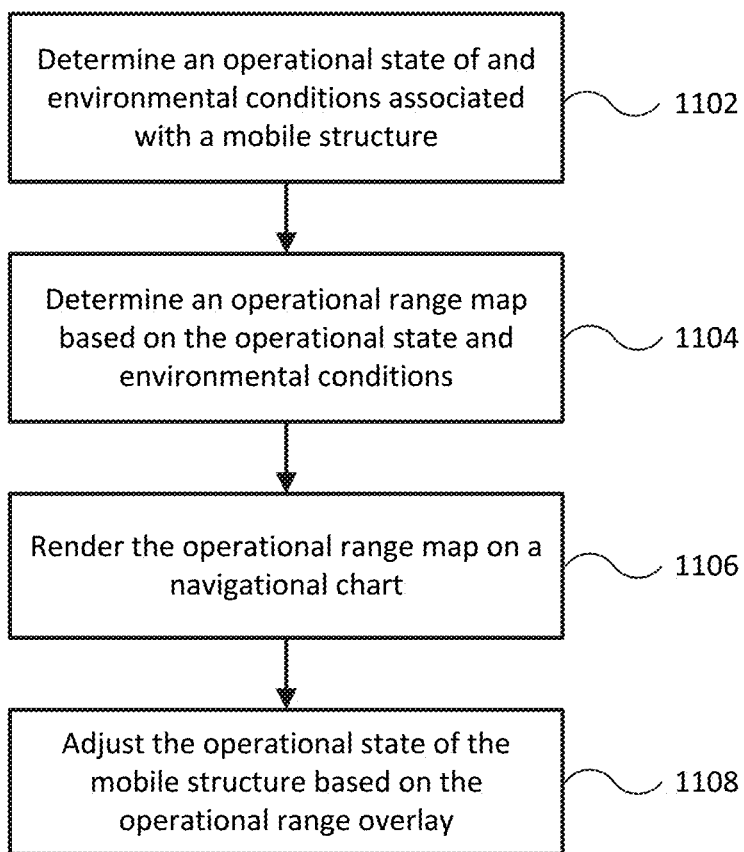 Determine an operational state of and
environmental conditions associated
with a mobile structure
1102
Determine an operational range map
based on the operational state and
environmental conditions
1104
Render the operational range map on a
navigational chart
1106
Adjust the operational state of the
mobile structure based on the
operational range overlay
1108